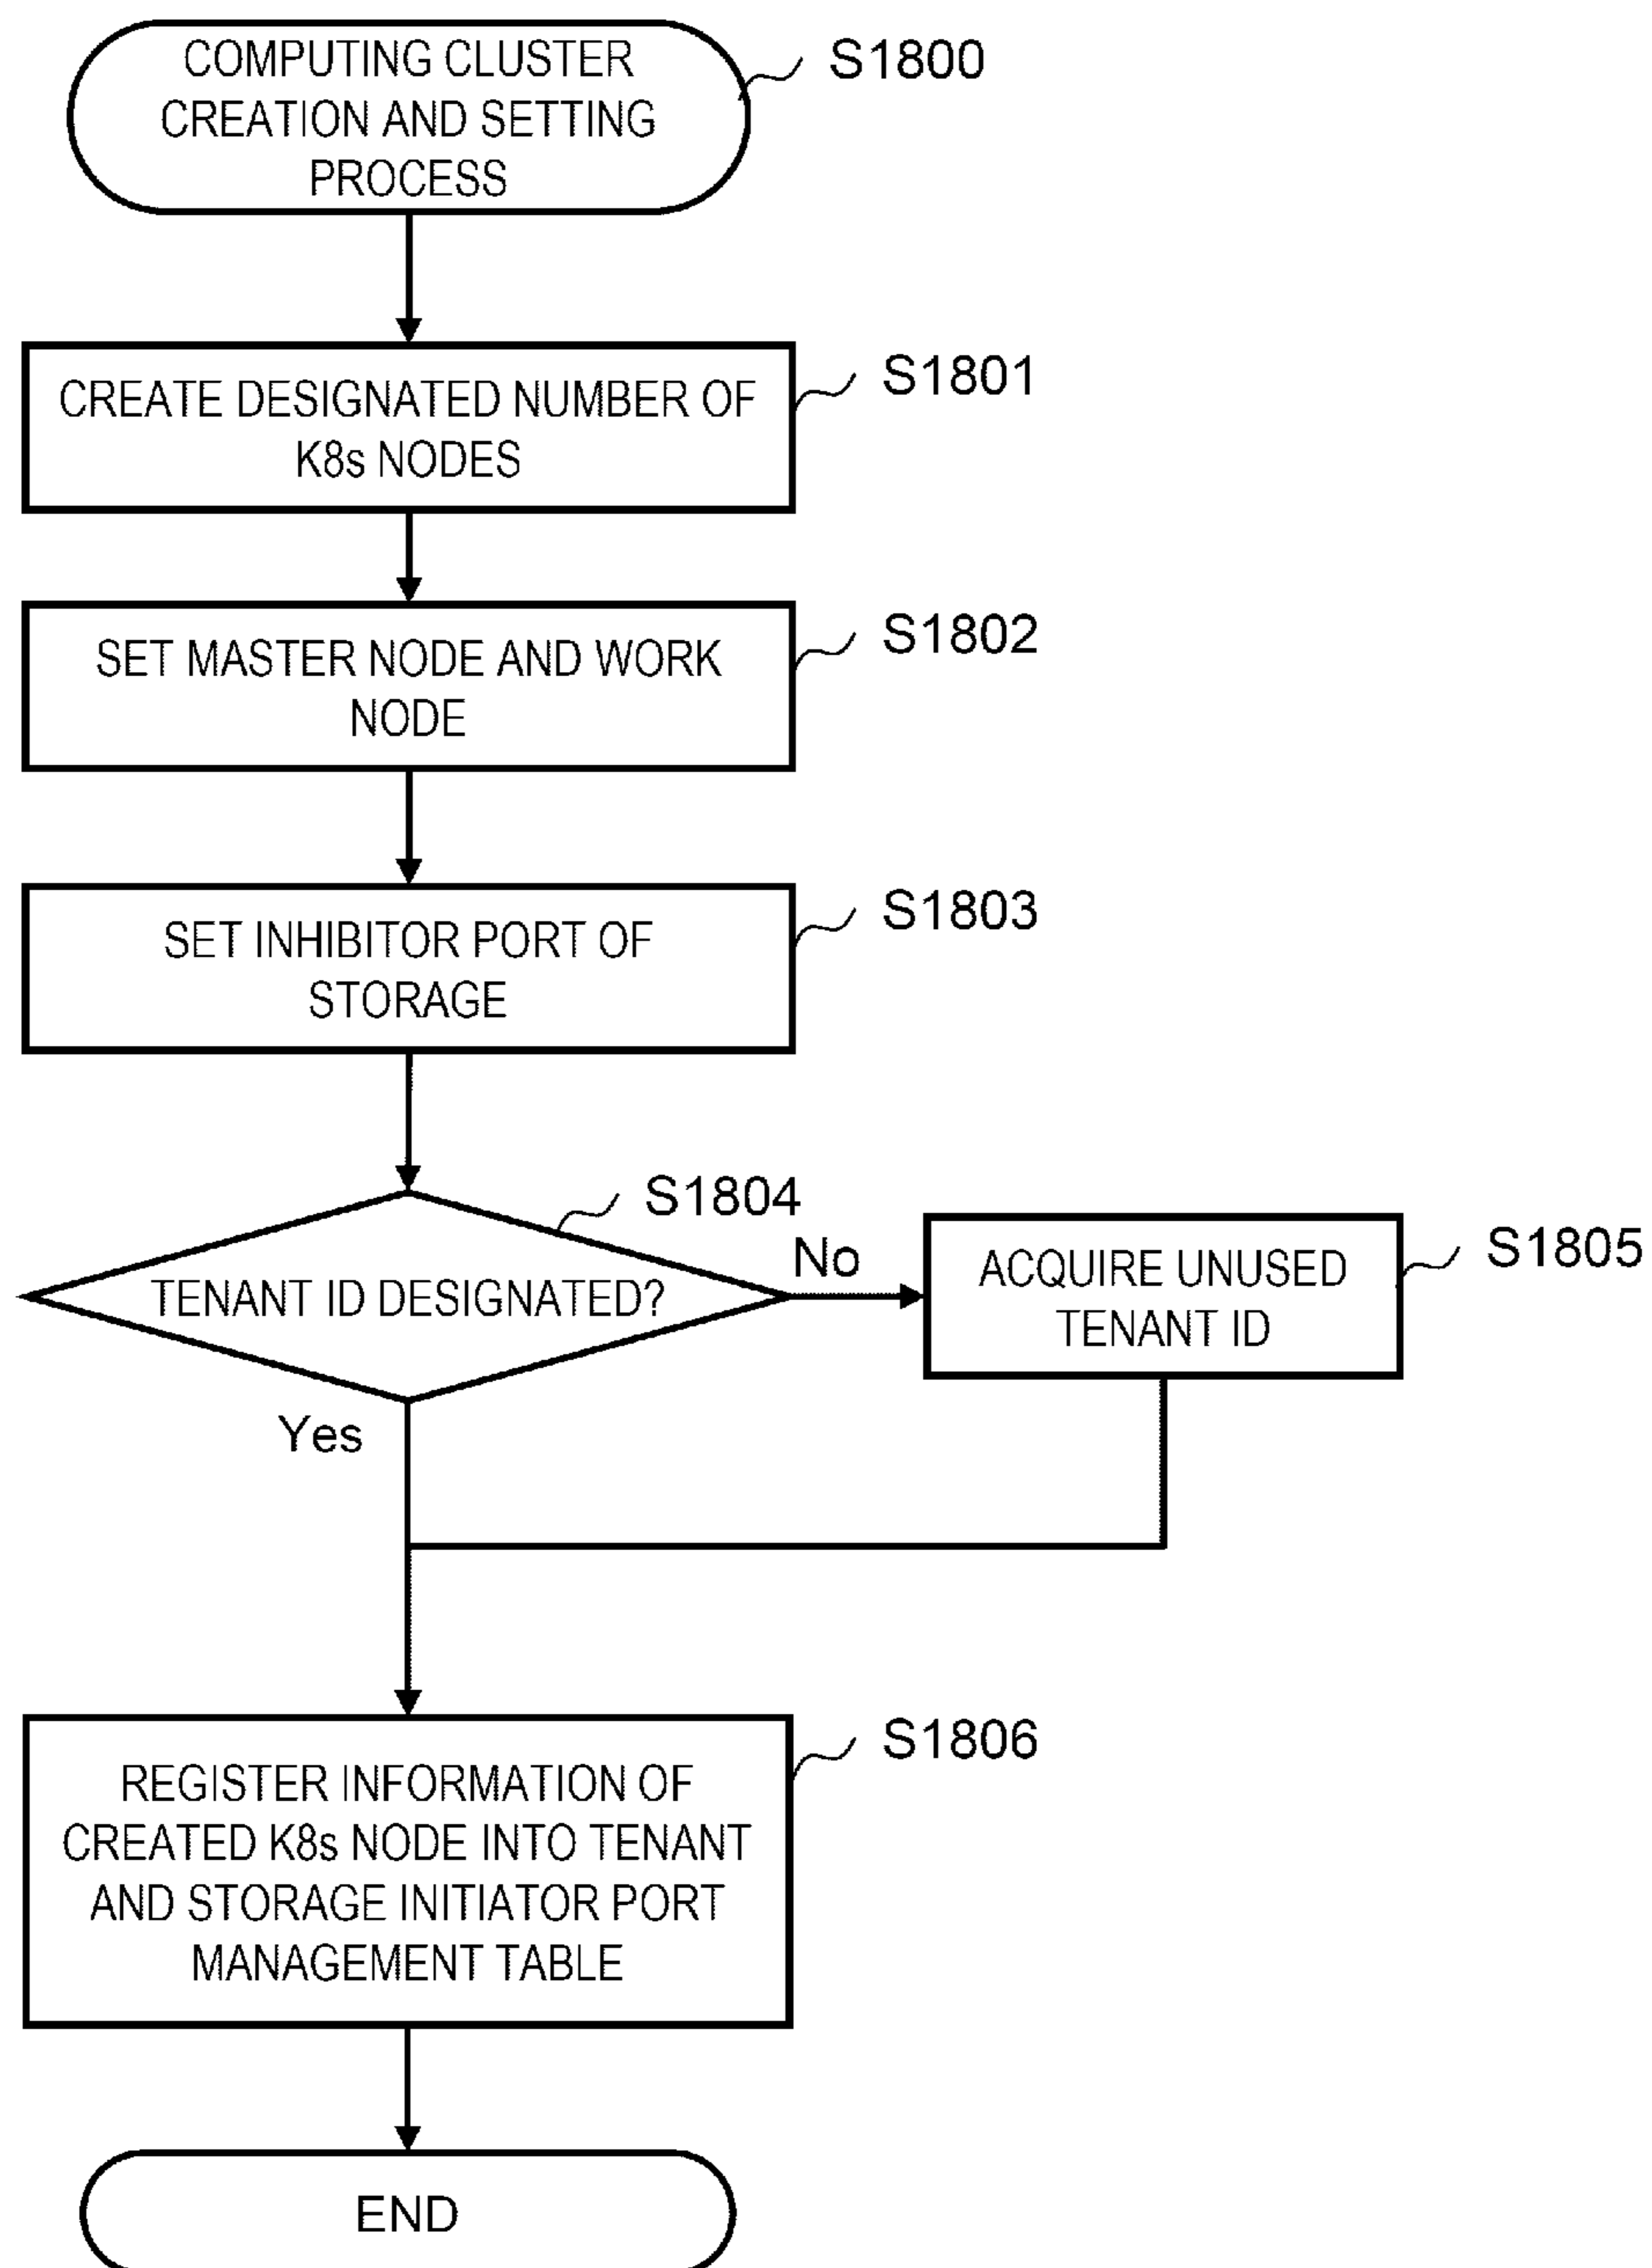 COMPUTING CLUSTER
CREATION AND SETTING
PROCESS
S1800
CREATE DESIGNATED NUMBER OF
K8s NODES
S1801
SET MASTER NODE AND WORK
NODE
S1802
SET INHIBITOR PORT OF
STORAGE
S1803
TENANT ID DESIGNATED?
S1804
No
ACQUIRE UNUSED
TENANT ID
S1805
Yes
REGISTER INFORMATION OF
CREATED K8s NODE INTO TENANT
AND STORAGE INITIATOR PORT
MANAGEMENT TABLE
S1806
END